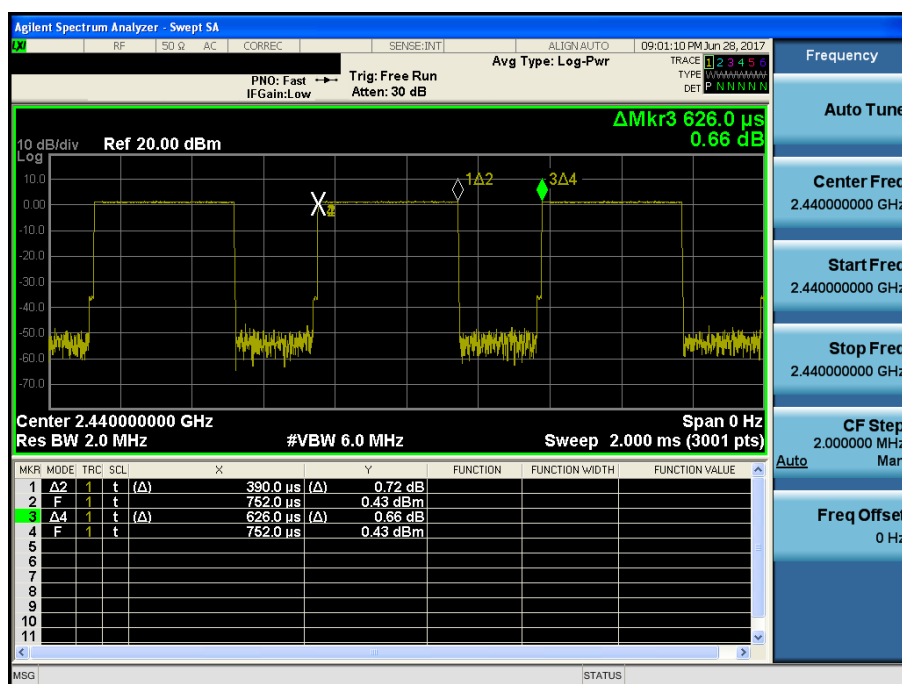 Agilent Spectrum Analyzer - Swept SA
LXI RF 50 Ω AC CORREC SENSE:INT ALIGN AUTO 09:01:10 PM Jun 28, 2017
Frequency
Avg Type: Log-Pwr TRACE 1 2 3 4 5 6
PNO: Fast Trig: Free Run TYPE WWWWWW
IFGain:Low Atten: 30 dB DET P N N N N N
Auto Tune
ΔMkr3 626.0 µs
10 dB/div Ref 20.00 dBm 0.66 dB
Log
10.0
0.00
-10.0
-20.0
-30.0
-40.0
-50.0
-60.0
-70.0
1Δ2
3Δ4
X
Center Freq
2.440000000 GHz
Start Freq
2.440000000 GHz
Stop Freq
2.440000000 GHz
Center 2.440000000 GHz Span 0 Hz
Res BW 2.0 MHz #VBW 6.0 MHz Sweep 2.000 ms (3001 pts)
CF Step
2.000000 MHz
Auto Man
Freq Offset
0 Hz
MKR MODE TRC SCL X Y FUNCTION FUNCTION WIDTH FUNCTION VALUE
1 Δ2 1 t (Δ) 390.0 µs (Δ) 0.72 dB
2 F 1 t 752.0 µs 0.43 dBm
3 Δ4 1 t (Δ) 626.0 µs (Δ) 0.66 dB
4 F 1 t 752.0 µs 0.43 dBm
5
6
7
8
9
10
11
MSG STATUS